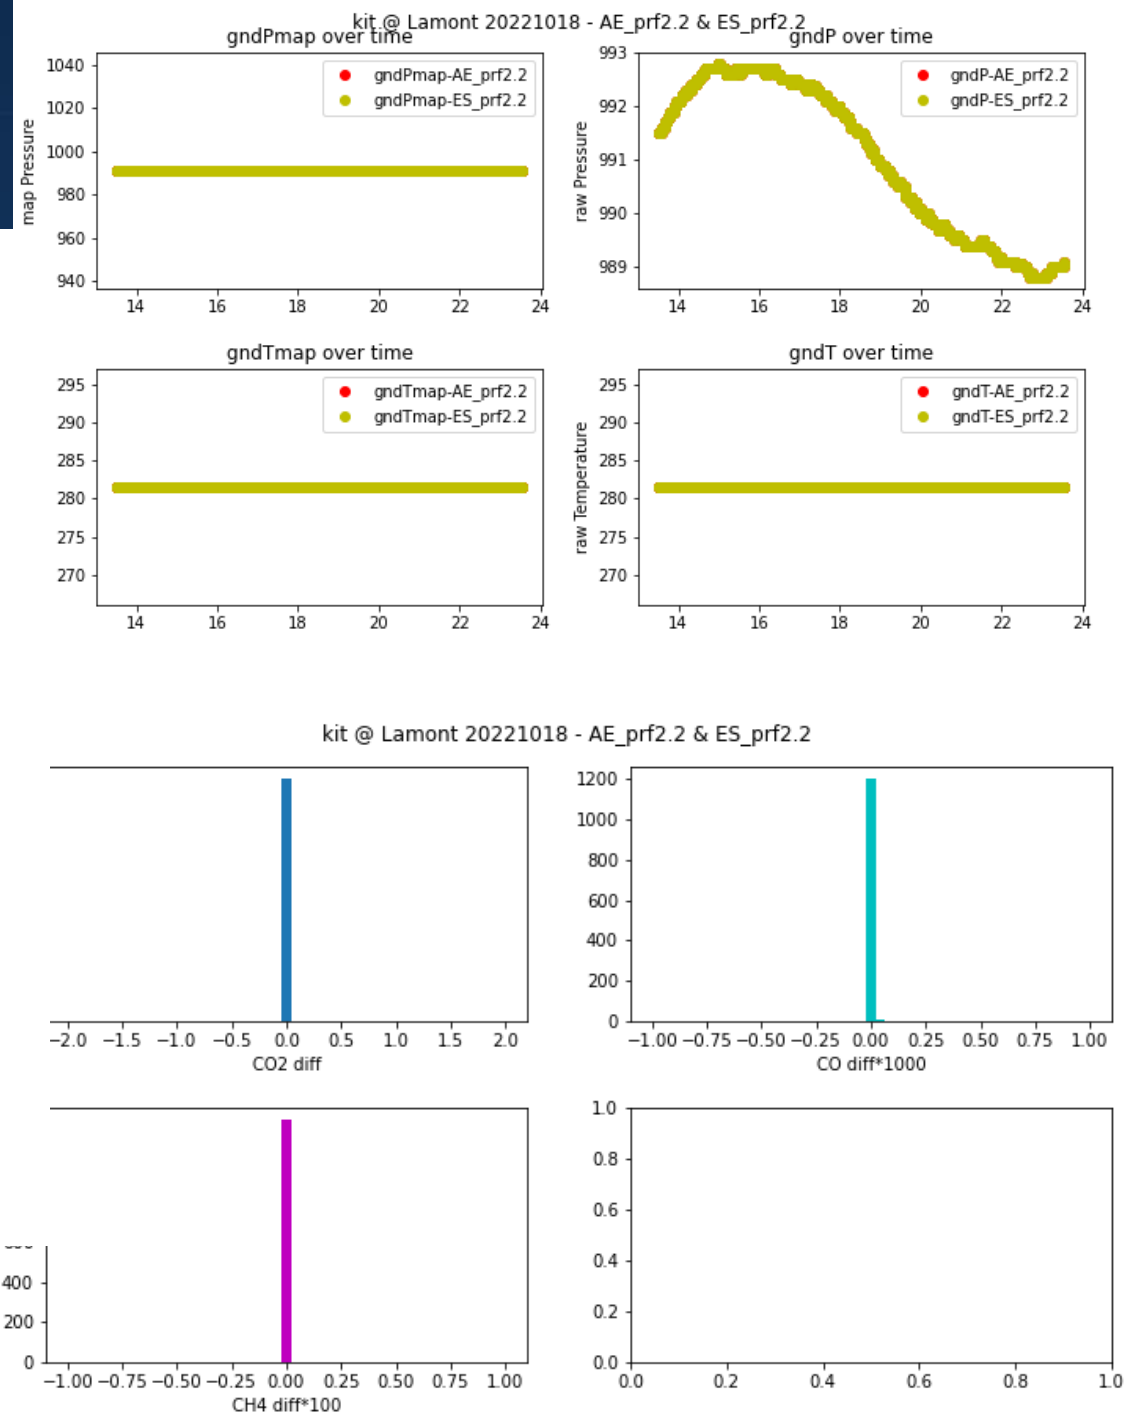 kit @ Lamont 20221018 - AE_prf2.2 & ES_prf2.2
gndPmap over time
map Pressure
1040
1020
1000
980
960
940
gndPmap-AE_prf2.2
gndPmap-ES_prf2.2
14 16 18 20 22 24
gndP over time
raw Pressure
993
992
991
990
989
gndP-AE_prf2.2
gndP-ES_prf2.2
14 16 18 20 22 24
gndTmap over time
295
290
285
280
275
270
gndTmap-AE_prf2.2
gndTmap-ES_prf2.2
14 16 18 20 22 24
gndT over time
raw Temperature
295
290
285
280
275
270
gndT-AE_prf2.2
gndT-ES_prf2.2
14 16 18 20 22 24
kit @ Lamont 20221018 - AE_prf2.2 & ES_prf2.2
−2.0 −1.5 −1.0 −0.5 0.0 0.5 1.0 1.5 2.0
CO2 diff
1200
1000
800
600
400
200
0
−1.00 −0.75 −0.50 −0.25 0.00 0.25 0.50 0.75 1.00
CO diff*1000
400
200
0
−1.00 −0.75 −0.50 −0.25 0.00 0.25 0.50 0.75 1.00
CH4 diff*100
1.0
0.8
0.6
0.4
0.2
0.0
0.0 0.2 0.4 0.6 0.8 1.0